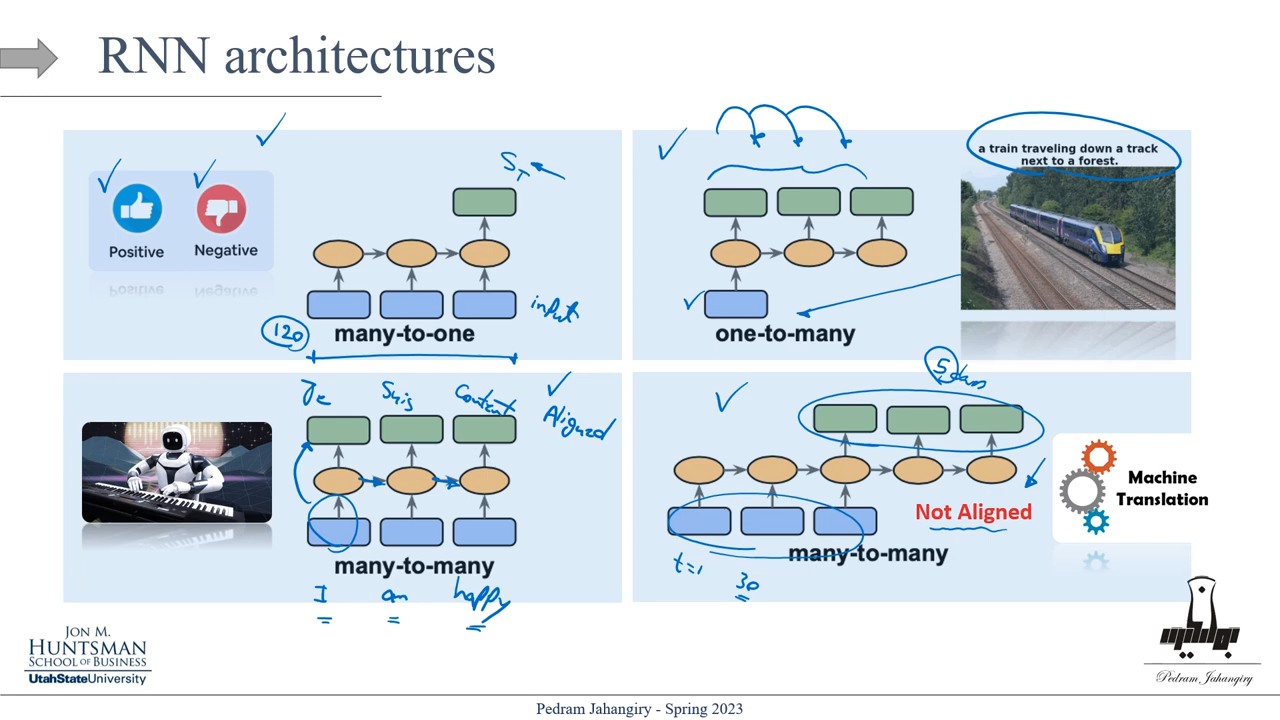 RNN architectures
Positive
Negative
S_T
input
120
many-to-one
a train traveling down a track
next to a forest.
one-to-many
Je
Suis
Content
Aligned
many-to-many
I am happy
5
Not Aligned
Machine
Translation
many-to-many
t=1
30
JON M.
HUNTSMAN
SCHOOL OF BUSINESS
UtahStateUniversity
Pedram Jahangiry
Pedram Jahangiry - Spring 2023